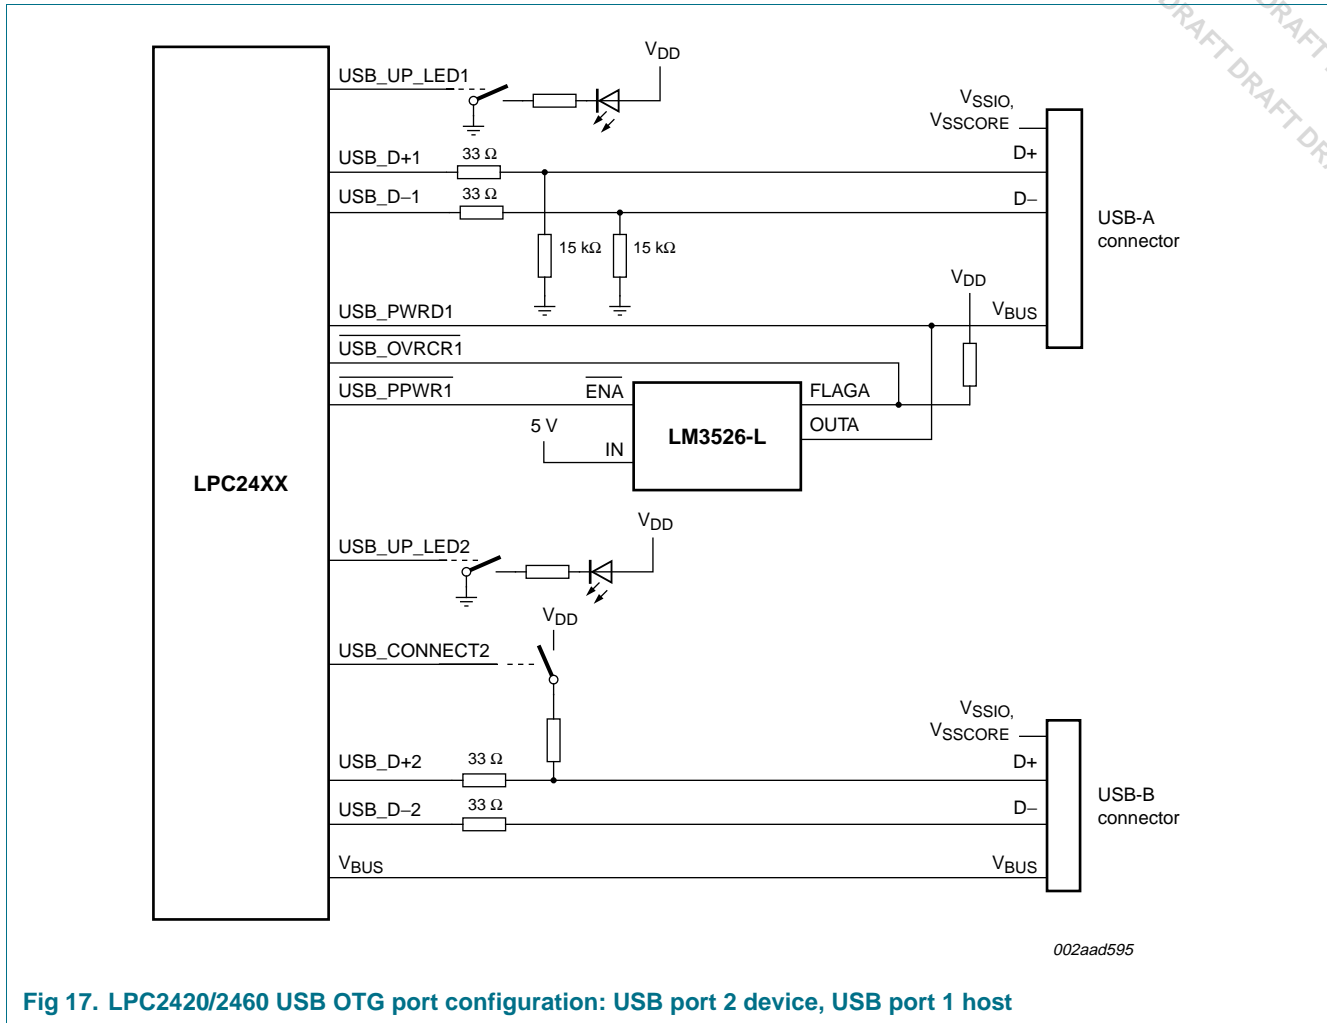 DRAFT DRAFT DRAFT
DRAFT DRAFT
VDD
USB_UP_LED1
VSSIO,
VSSCORE
USB_D+1
33 Ω
D+
USB_D−1
33 Ω
D−
USB-A
connector
15 kΩ
15 kΩ
VDD
USB_PWRD1
VBUS
USB_OVRCR1
USB_PPWR1
ENA
FLAGA
5 V
OUTA
LM3526-L
IN
LPC24XX
VDD
USB_UP_LED2
VDD
USB_CONNECT2
VSSIO,
VSSCORE
USB_D+2
33 Ω
D+
USB_D−2
33 Ω
D−
USB-B
connector
VBUS
VBUS
002aad595
Fig 17. LPC2420/2460 USB OTG port configuration: USB port 2 device, USB port 1 host